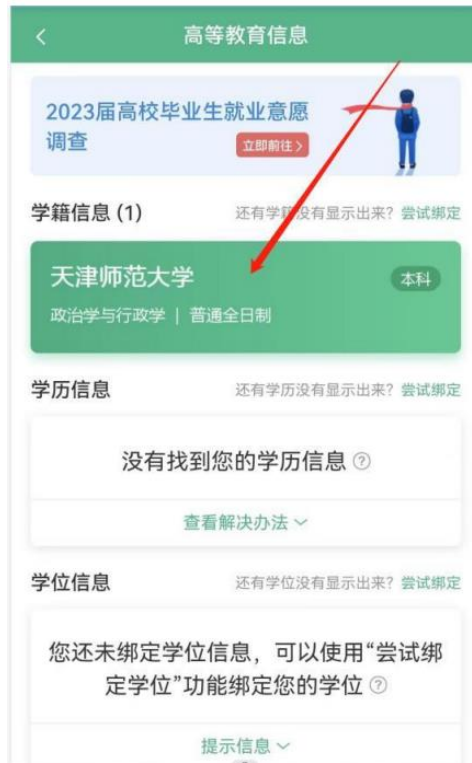 高等教育信息
2023届高校毕业生就业意愿
调查
立即前往>
学籍信息 (1)
还有学籍没有显示出来? 尝试绑定
天津师范大学
本科
政治学与行政学 | 普通全日制
学历信息
还有学历没有显示出来? 尝试绑定
没有找到您的学历信息 ?
查看解决办法
学位信息
还有学位没有显示出来? 尝试绑定
您还未绑定学位信息，可以使用“尝试绑
定学位”功能绑定您的学位 ?
提示信息